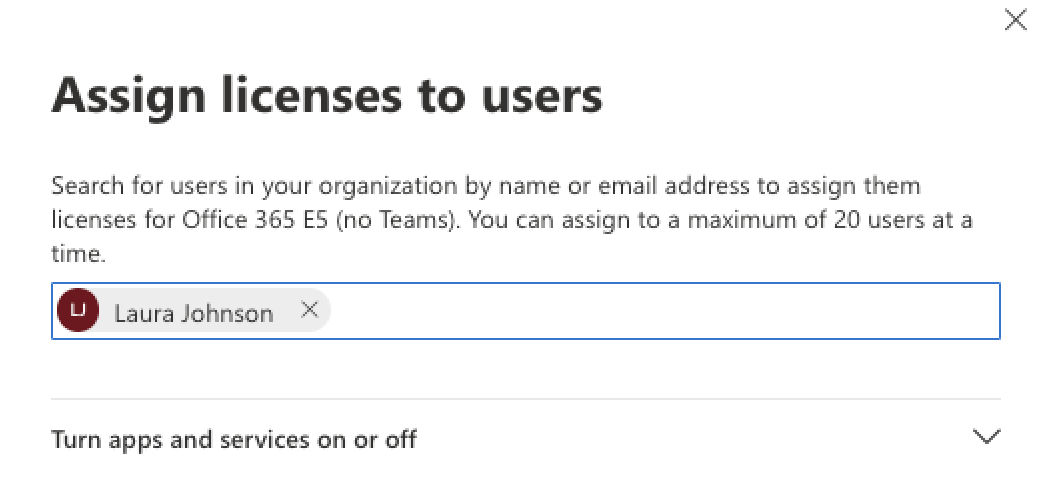 Assign licenses to users
Search for users in your organization by name or email address to assign them
licenses for Office 365 E5 (no Teams). You can assign to a maximum of 20 users at a
time.
LJ Laura Johnson
Turn apps and services on or off